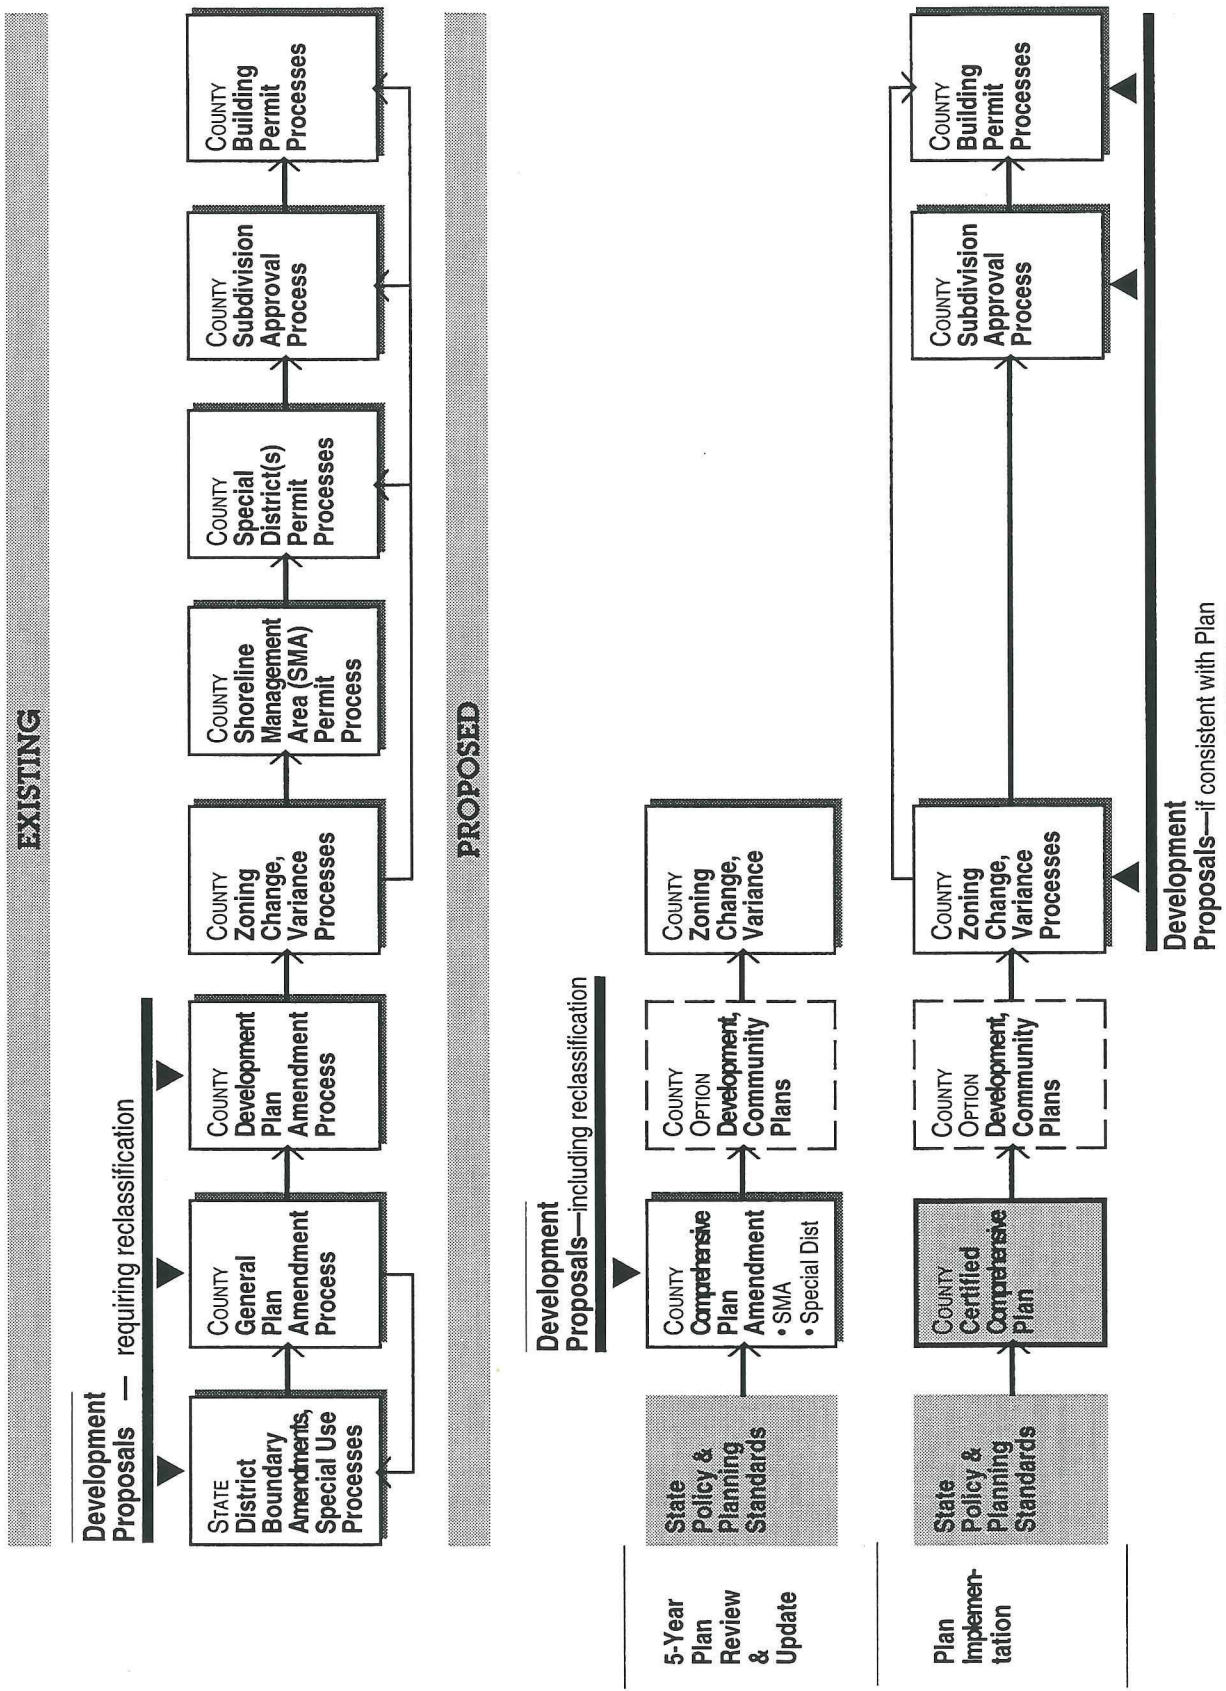 EXISTING
Development
Proposals — requiring reclassification
STATE
District
Boundary
Amendments,
Special Use
Processes
COUNTY
General
Plan
Amendment
Process
COUNTY
Development
Plan
Amendment
Process
COUNTY
Zoning
Change,
Variance
Processes
COUNTY
Shoreline
Management
Area (SMA)
Permit
Process
COUNTY
Special
District(s)
Permit
Processes
COUNTY
Subdivision
Approval
Process
COUNTY
Building
Permit
Processes
PROPOSED
Development
Proposals—including reclassification
5-Year
Plan
Review
&
Update
State
Policy &
Planning
Standards
COUNTY
Comprehensive
Plan
Amendment
• SMA
• Special Dist
COUNTY
OPTION
Development,
Community
Plans
COUNTY
Zoning
Change,
Variance
Plan
Implemen-
tation
State
Policy &
Planning
Standards
COUNTY
Certified
Comprehensive
Plan
COUNTY
OPTION
Development,
Community
Plans
COUNTY
Zoning
Change,
Variance
Processes
COUNTY
Subdivision
Approval
Process
COUNTY
Building
Permit
Processes
Development
Proposals—if consistent with Plan